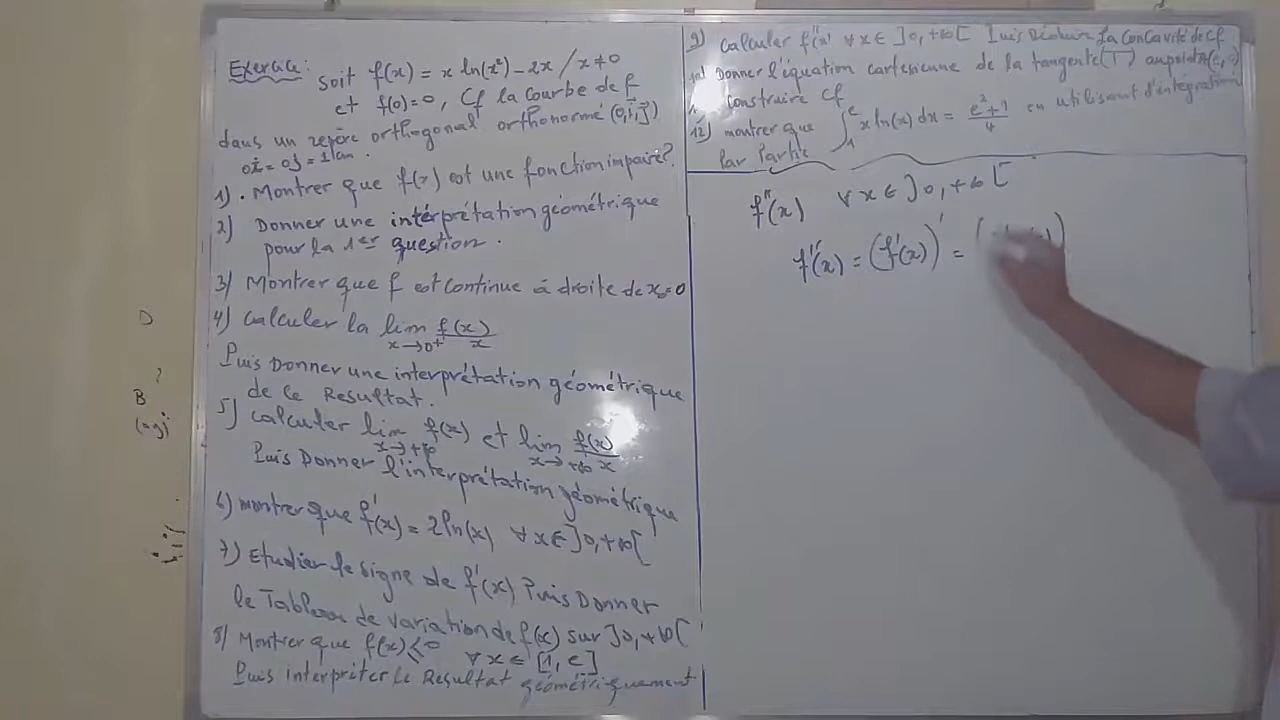 Exercice: Soit f(x) = x ln(x²) - 2x / x≠0
et f(0)=0, Cf la courbe de f
dans un repère orthogonal orthonormé (o,i,j)
oi = oj = 1cm.
1) . Montrer que f(x) est une fonction impaire?
2) Donner une intérprétation géométrique
pour la 1er question.
3) Montrer que f est continue à droite de x₀=0
4) calculer la lim f(x)/x
x→0⁺
Puis Donner une interprétation géométrique
de ce Resultat.
5) calculer lim f(x) et lim f(x)/x
x→+∞ x→+∞
Puis Donner l'interprétation géométrique
6) montrer que f'(x) = 2ln(x) ∀x∈]0,+∞[
7) Etudier le signe de f'(x) Puis Donner
le Tableau de variation de f(x) sur ]0,+∞[
8) Montrer que f(x)≤0 ∀x∈[1,e]
Puis interpréter le Resultat géométriquement
9) calculer f''(x) ∀x∈]0,+∞[ Puis Déduire la concavité de Cf
Donner l'équation cartesienne de la tangente (T) au point A(e,0)
construire Cf
12) montrer que ∫₁ᵉ x ln(x) dx = (e²+1)/4 en utilisant d'intégration
Par Partie
f''(x) ∀x∈]0,+∞[
f''(x) = (f'(x))' = (
D
?
B